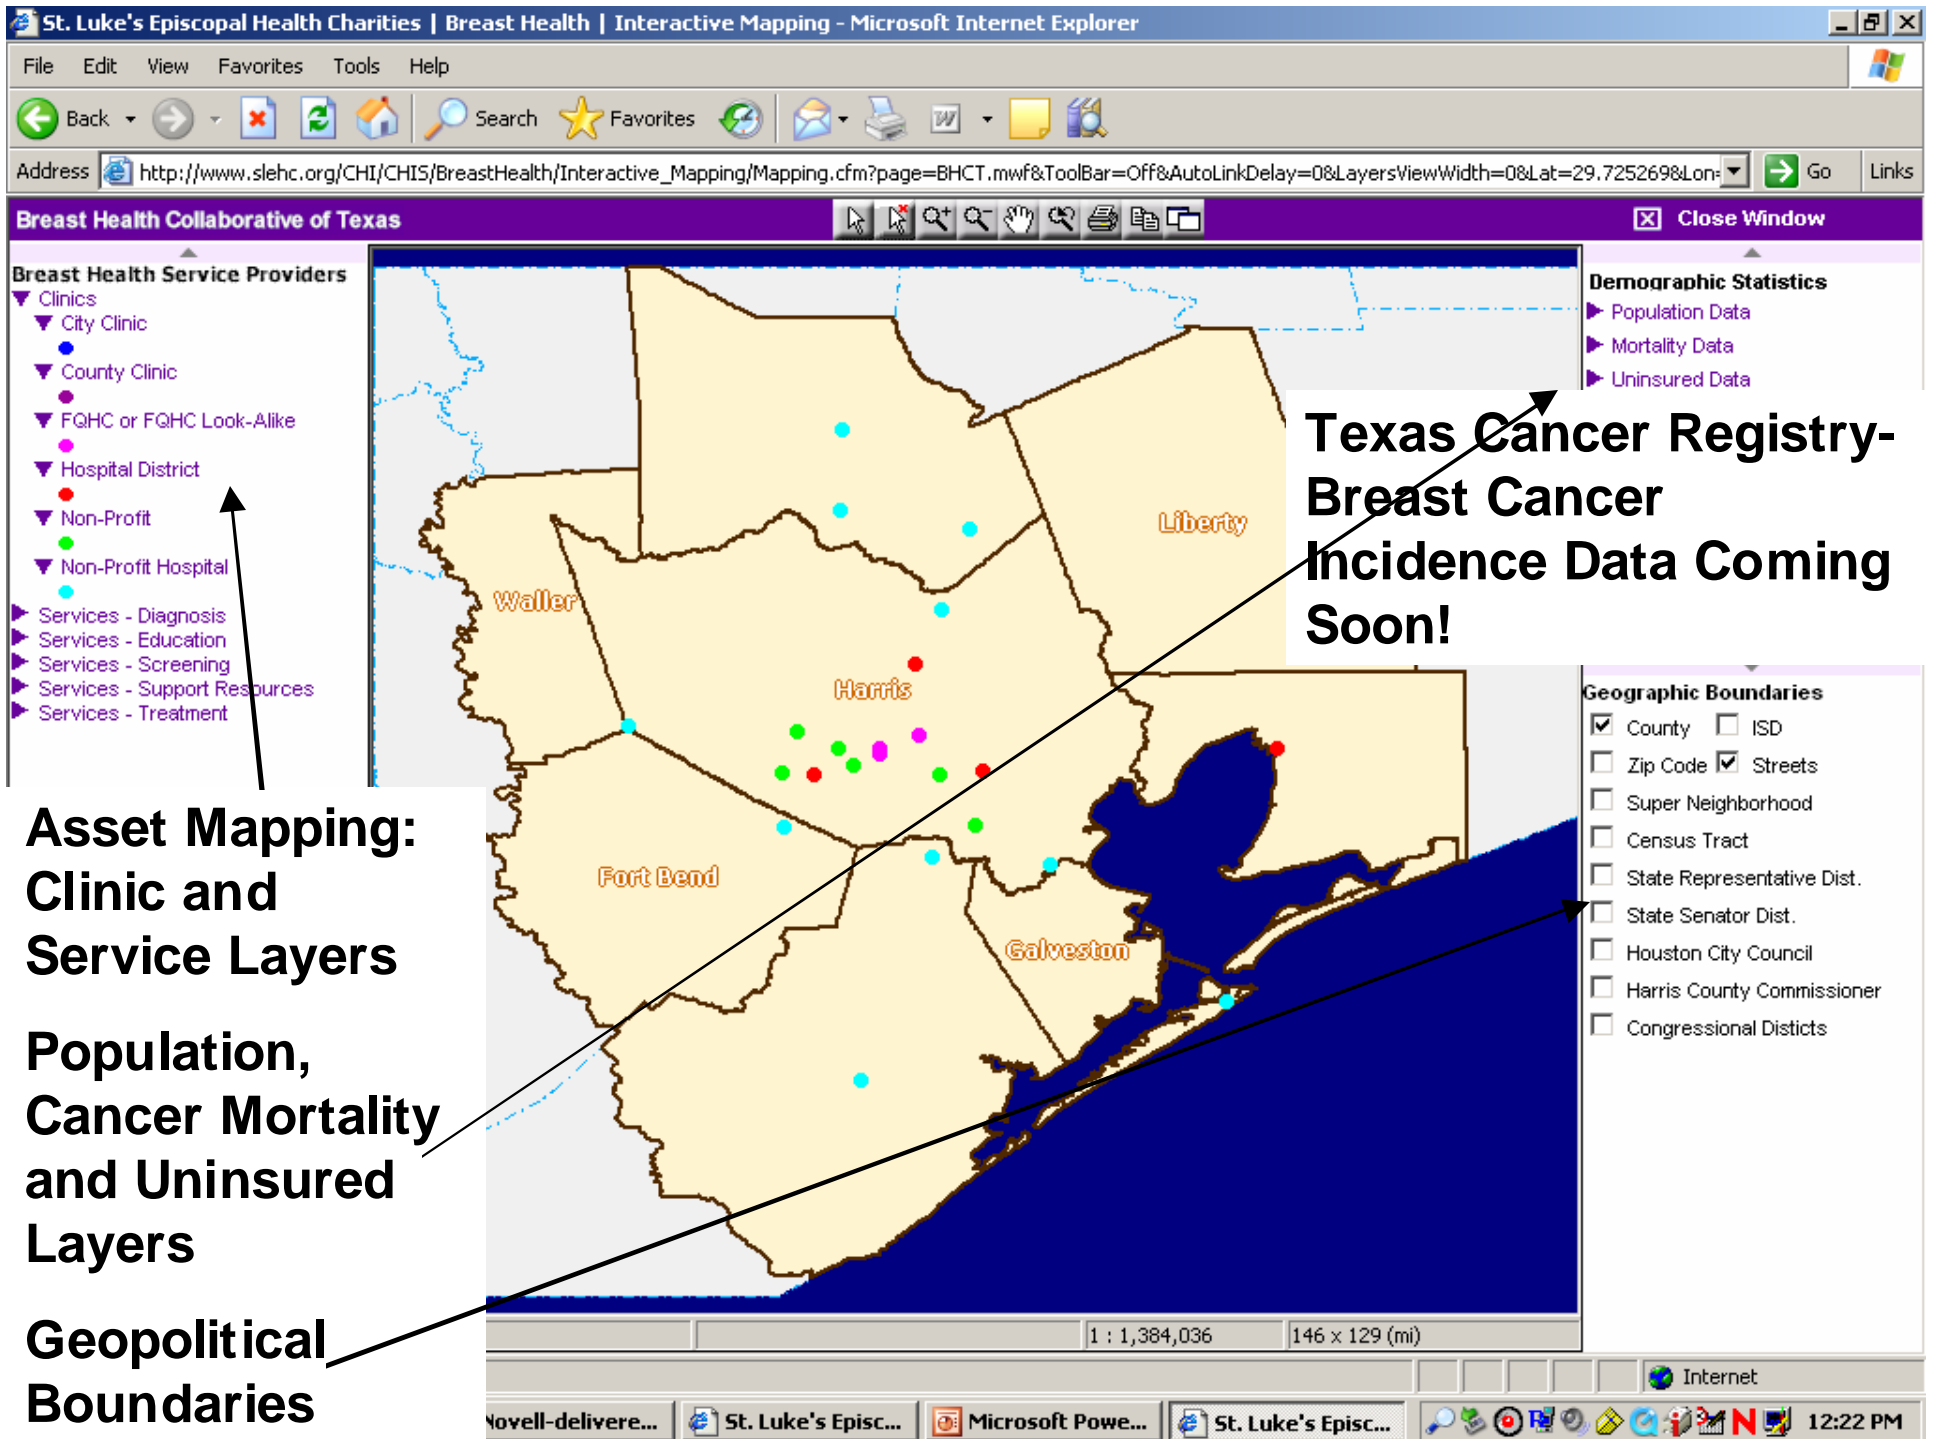 St. Luke's Episcopal Health Charities | Breast Health | Interactive Mapping - Microsoft Internet Explorer
File Edit View Favorites Tools Help
Back Search Favorites
Address http://www.slehc.org/CHI/CHIS/BreastHealth/Interactive_Mapping/Mapping.cfm?page=BHCT.mwf&ToolBar=Off&AutoLinkDelay=0&LayersViewWidth=0&Lat=29.725269&Lon= Go Links
Breast Health Collaborative of Texas Close Window
Breast Health Service Providers
Clinics
City Clinic
County Clinic
FQHC or FQHC Look-Alike
Hospital District
Non-Profit
Non-Profit Hospital
Services - Diagnosis
Services - Education
Services - Screening
Services - Support Resources
Services - Treatment
Asset Mapping:
Clinic and
Service Layers
Population,
Cancer Mortality
and Uninsured
Layers
Geopolitical
Boundaries
Liberty
Waller
Harris
Fort Bend
Galveston
Demographic Statistics
Population Data
Mortality Data
Uninsured Data
Texas Cancer Registry-
Breast Cancer
Incidence Data Coming
Soon!
Geographic Boundaries
County ISD
Zip Code Streets
Super Neighborhood
Census Tract
State Representative Dist.
State Senator Dist.
Houston City Council
Harris County Commissioner
Congressional Disticts
1 : 1,384,036 146 x 129 (mi)
Internet
Novell-delivere... St. Luke's Episc... Microsoft Powe... St. Luke's Episc... 12:22 PM